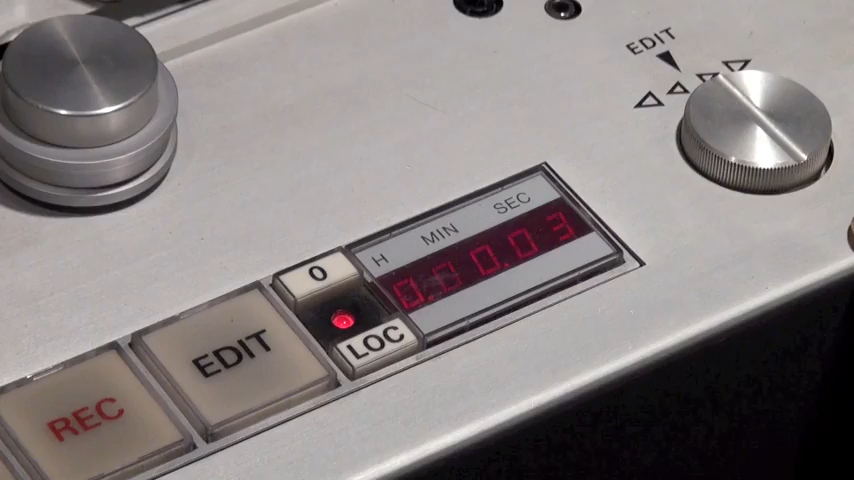 EDIT
H MIN SEC
0.00.03
0
LOC
EDIT
REC